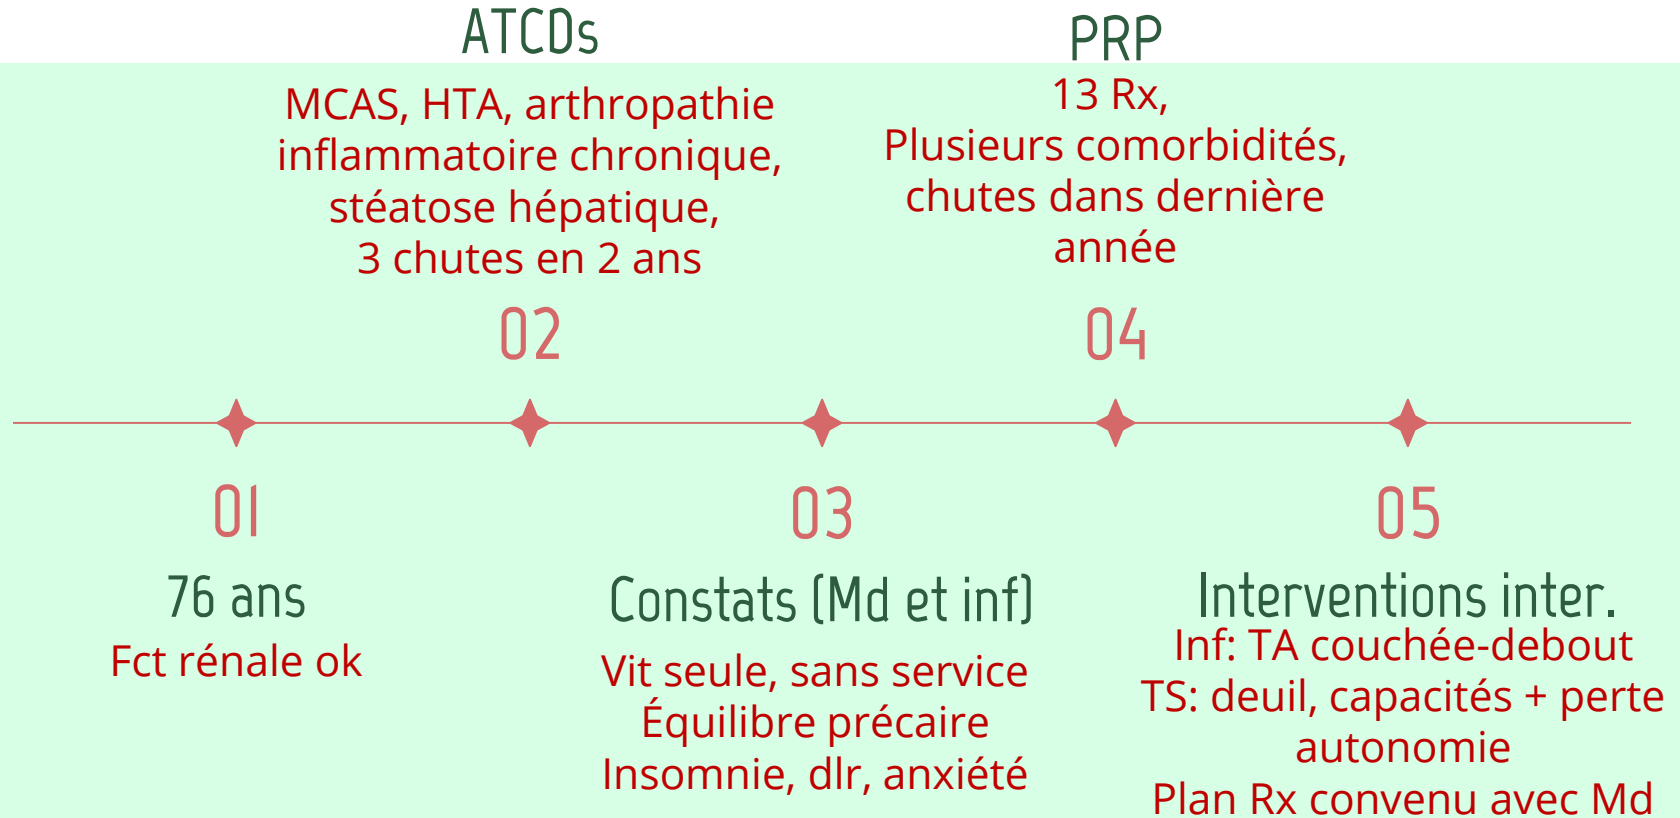 ATCDs
MCAS, HTA, arthropathie
inflammatoire chronique,
stéatose hépatique,
3 chutes en 2 ans
02
PRP
13 Rx,
Plusieurs comorbidités,
chutes dans dernière
année
04
01
76 ans
Fct rénale ok
03
Constats (Md et inf)
Vit seule, sans service
Équilibre précaire
Insomnie, dlr, anxiété
05
Interventions inter.
Inf: TA couchée-debout
TS: deuil, capacités + perte
autonomie
Plan Rx convenu avec Md